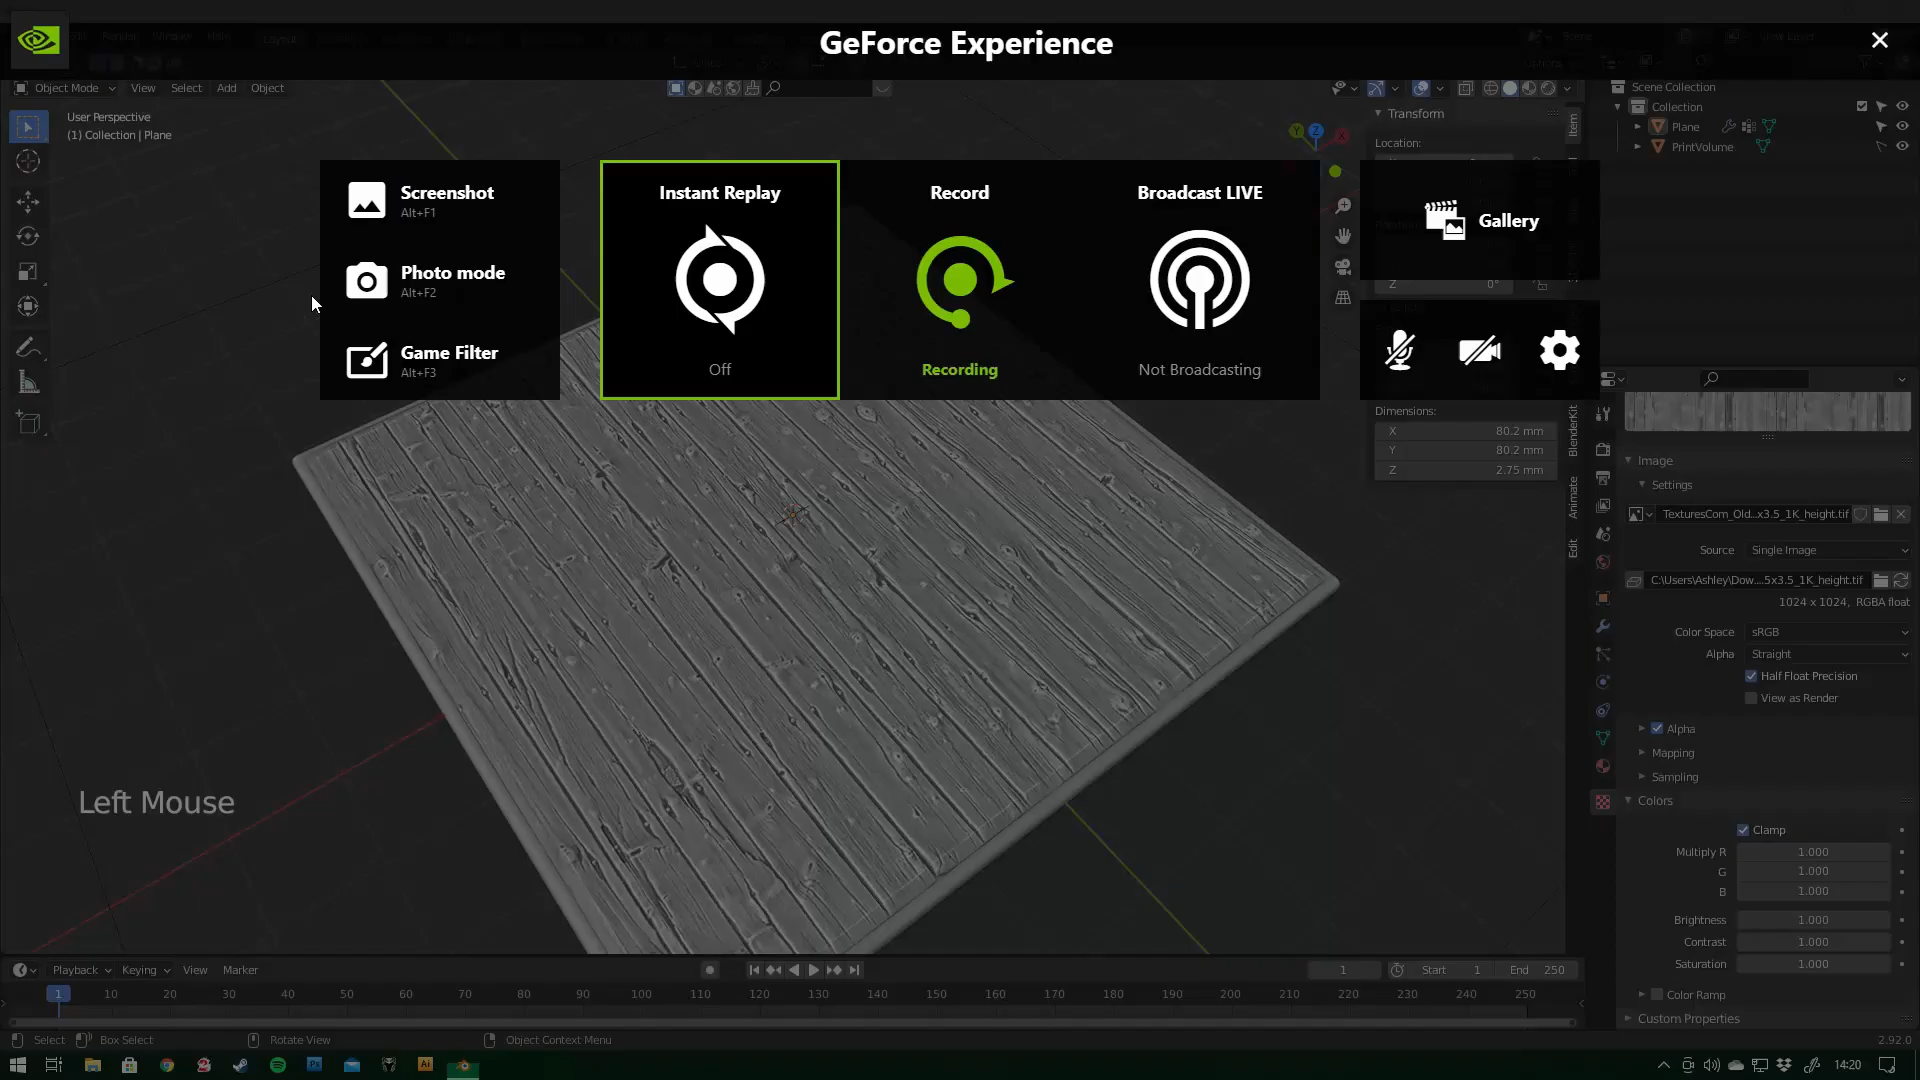 GeForce Experience
Object Mode View Select Add Object
User Perspective
(1) Collection | Plane
Scene Collection
Collection
Plane
PrintVolume
Transform
Location:
Item
Screenshot
Alt+F1
Photo mode
Alt+F2
Game Filter
Alt+F3
Instant Replay
Off
Record
Recording
Broadcast LIVE
Not Broadcasting
Gallery
Z 0°
Dimensions:
X 80.2 mm
Y 80.2 mm
Z 2.75 mm
BlenderKit
Animate
Edit
Image
Settings
TexturesCom_Old...x3.5_1K_height.tif
Source Single Image
C:\Users\Ashley\Dow....5x3.5_1K_height.tif
1024 x 1024, RGBA float
Color Space sRGB
Alpha Straight
Half Float Precision
View as Render
Alpha
Mapping
Sampling
Colors
Clamp
Multiply R 1.000
G 1.000
B 1.000
Brightness 1.000
Contrast 1.000
Saturation 1.000
Color Ramp
Custom Properties
Left Mouse
Playback Keying View Marker
1 Start 1 End 250
1 10 20 30 40 50 60 70 80 90 100 110 120 130 140 150 160 170 180 190 200 210 220 230 240 250
Select Box Select Rotate View Object Context Menu 2.92.0
14:20